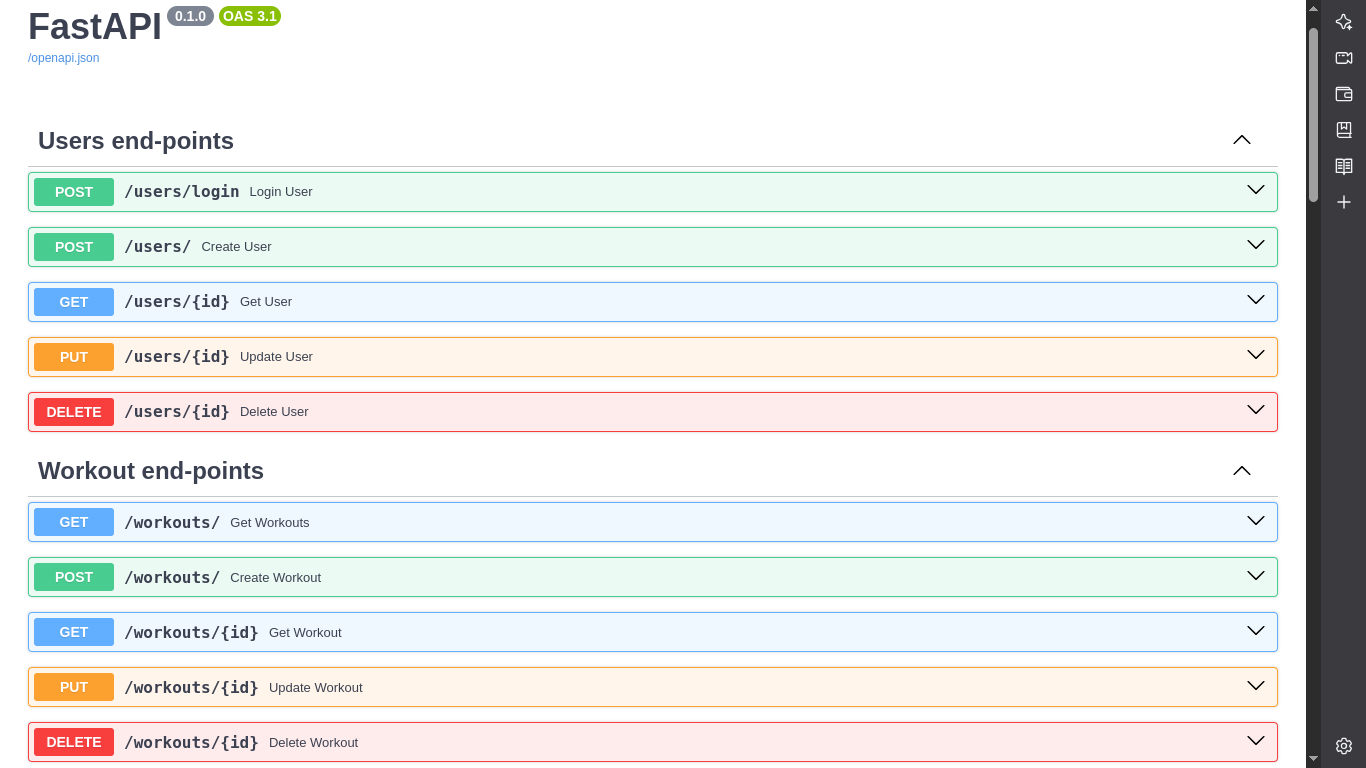 FastAPI 0.1.0 OAS 3.1
/openapi.json
Users end-points
POST /users/login Login User
POST /users/ Create User
GET /users/{id} Get User
PUT /users/{id} Update User
DELETE /users/{id} Delete User
Workout end-points
GET /workouts/ Get Workouts
POST /workouts/ Create Workout
GET /workouts/{id} Get Workout
PUT /workouts/{id} Update Workout
DELETE /workouts/{id} Delete Workout